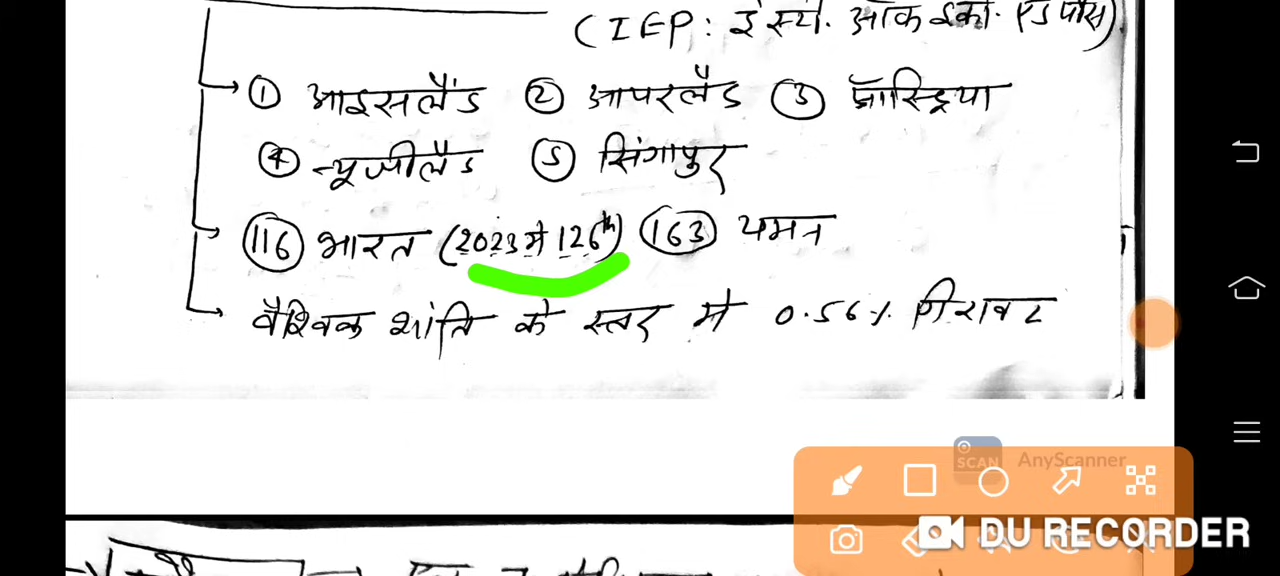 (IEP: इंस्टी. ऑफ इको. एंड पीस)
① आइसलैंड ② आयरलैंड ③ ऑस्ट्रिया
④ न्यूजीलैंड ⑤ सिंगापुर
116 भारत (2023 में 126th) 163 यमन
वैश्विक शांति के स्तर में 0.56% गिरावट
SCAN AnyScanner
DU RECORDER